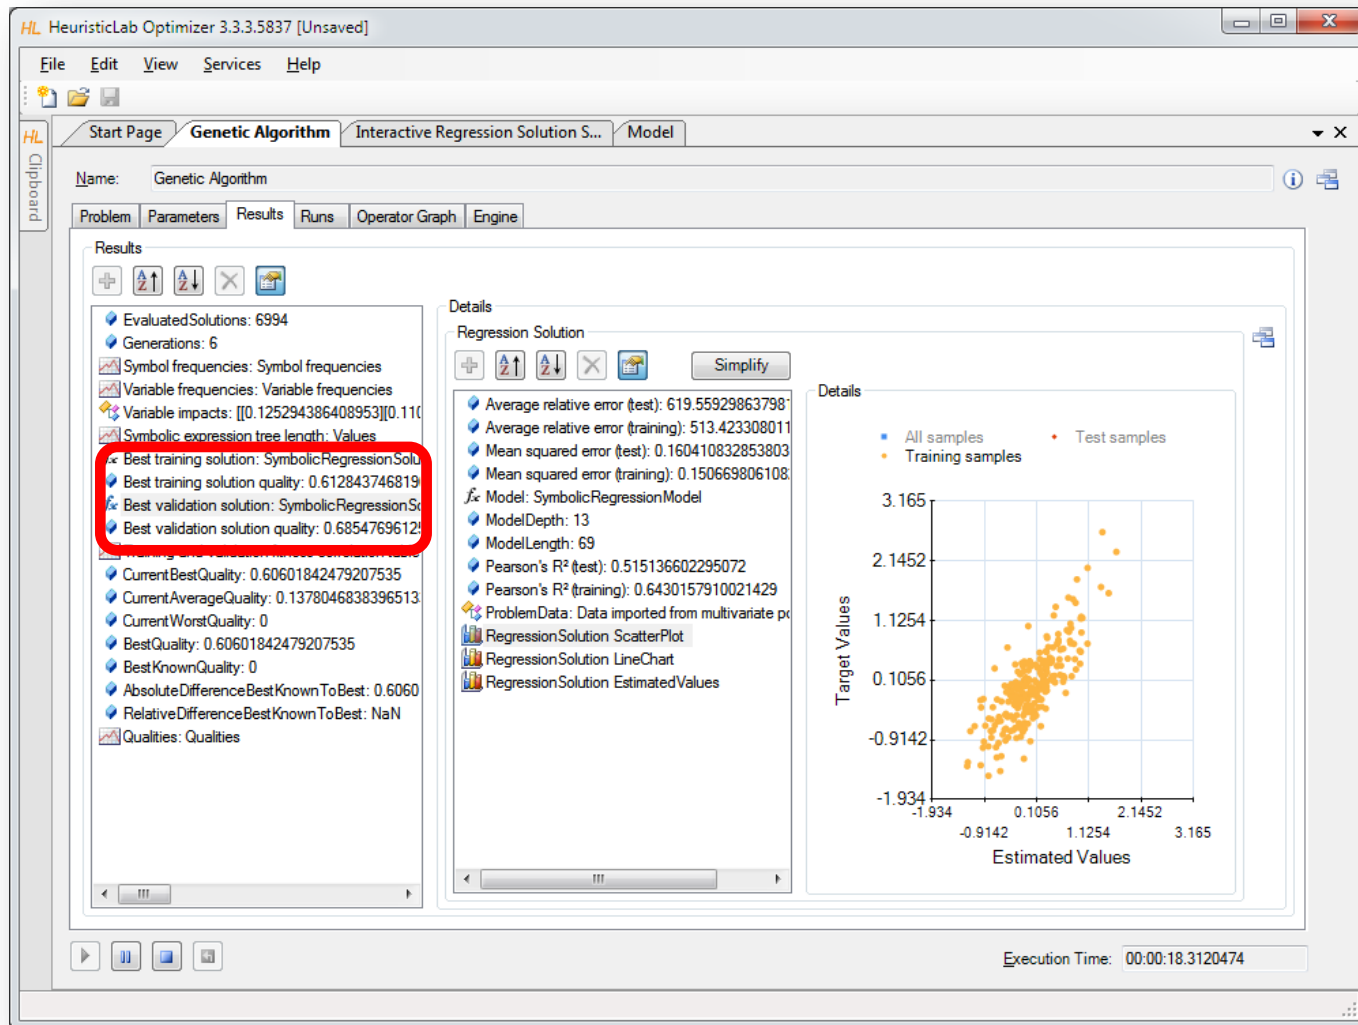 HL HeuristicLab Optimizer 3.3.3.5837 [Unsaved]
File Edit View Services Help
HL Clipboard
Start Page Genetic Algorithm Interactive Regression Solution S... Model
Name: Genetic Algorithm
Problem Parameters Results Runs Operator Graph Engine
Results
EvaluatedSolutions: 6994
Generations: 6
Symbol frequencies: Symbol frequencies
Variable frequencies: Variable frequencies
Variable impacts: [[0.125294386408953][0.110
Symbolic expression tree length: Values
Best training solution: SymbolicRegressionSolu
Best training solution quality: 0.61284374681
Best validation solution: SymbolicRegressionSo
Best validation solution quality: 0.6854769612
CurrentBestQuality: 0.60601842479207535
CurrentAverageQuality: 0.1378046838396513
CurrentWorstQuality: 0
BestQuality: 0.60601842479207535
BestKnownQuality: 0
AbsoluteDifferenceBestKnownToBest: 0.6060
RelativeDifferenceBestKnownToBest: NaN
Qualities: Qualities
Details
Regression Solution
Simplify
Average relative error (test): 619.55929863798
Average relative error (training): 513.423308011
Mean squared error (test): 0.160410832853803
Mean squared error (training): 0.150669806108
Model: SymbolicRegressionModel
ModelDepth: 13
ModelLength: 69
Pearson's R² (test): 0.515136602295072
Pearson's R² (training): 0.6430157910021429
ProblemData: Data imported from multivariate po
RegressionSolution ScatterPlot
RegressionSolution LineChart
RegressionSolution EstimatedValues
Details
All samples Test samples
Training samples
Target Values
3.165
2.1452
1.1254
0.1056
-0.9142
-1.934
-1.934 0.1056 2.1452
-0.9142 1.1254 3.165
Estimated Values
Execution Time: 00:00:18.3120474